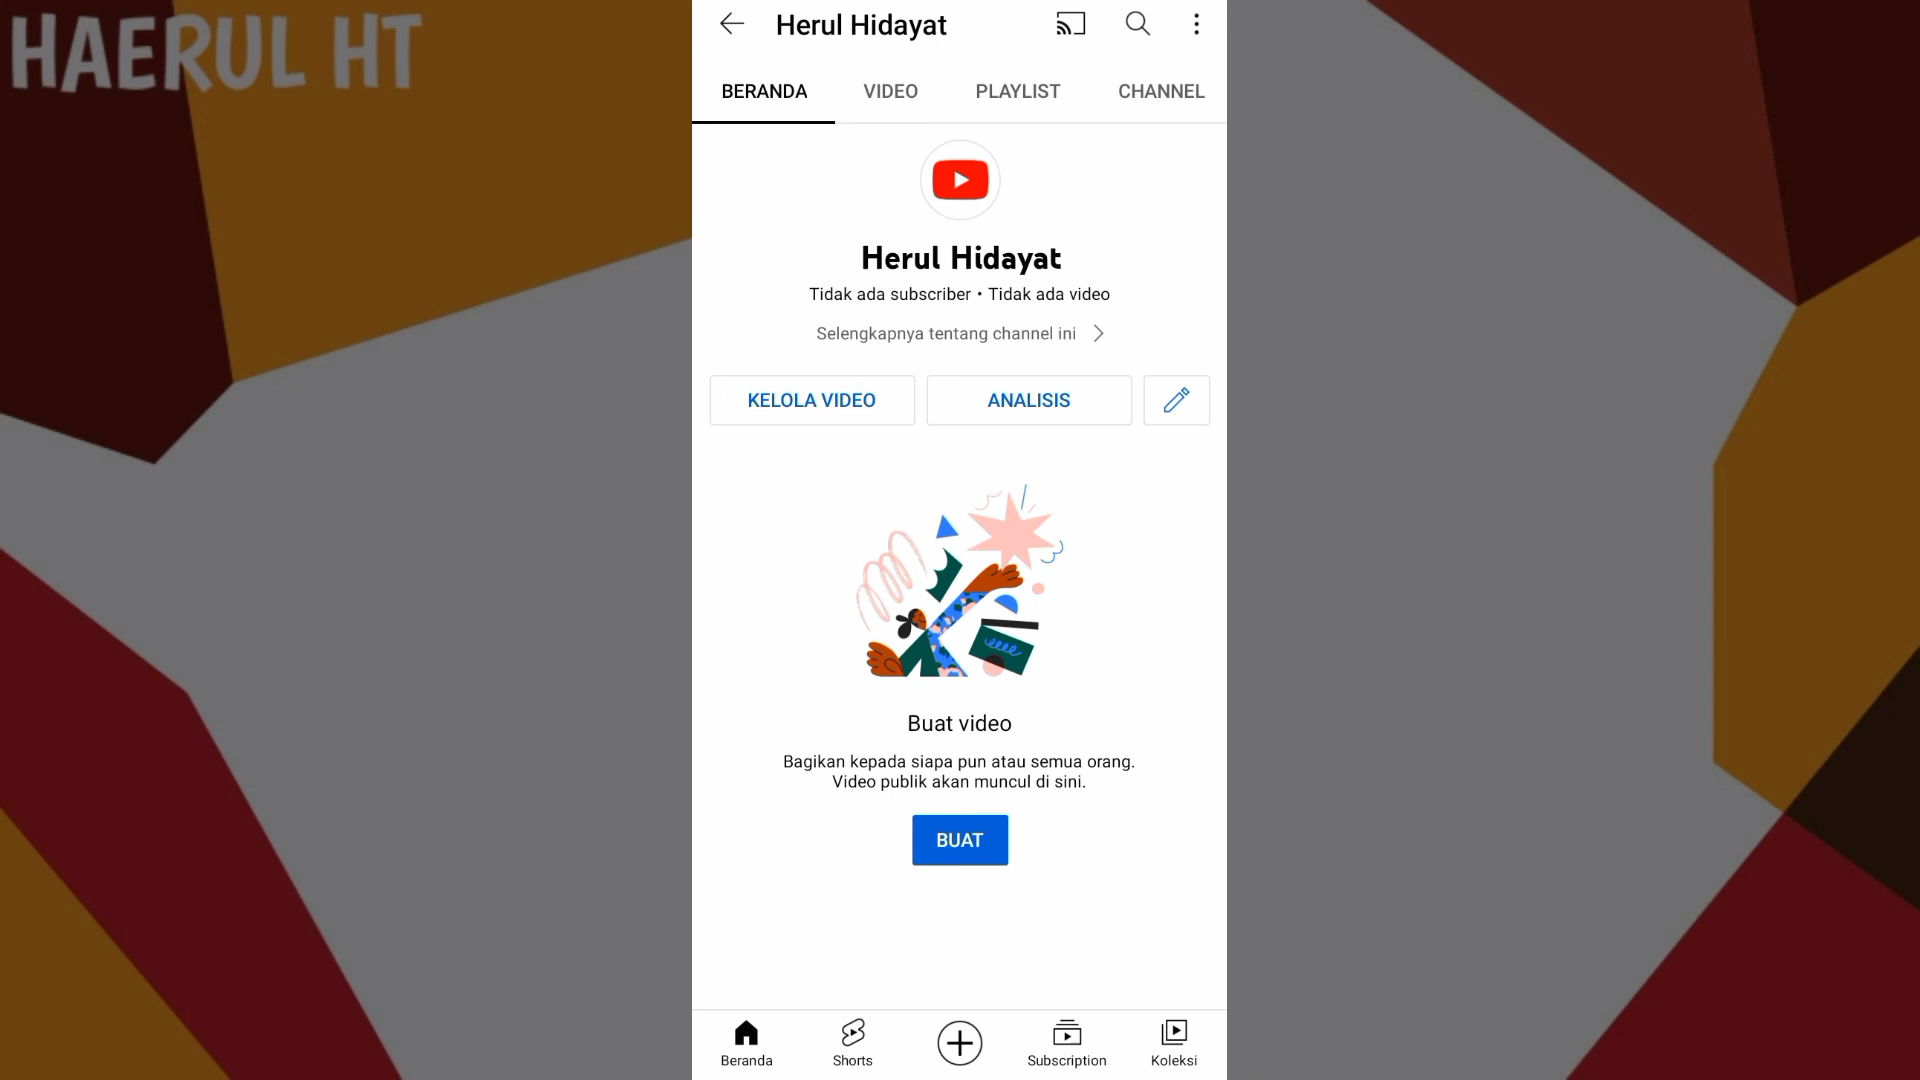 HAERUL HT
Herul Hidayat
BERANDA VIDEO PLAYLIST CHANNEL
Herul Hidayat
Tidak ada subscriber • Tidak ada video
Selengkapnya tentang channel ini
KELOLA VIDEO ANALISIS
Buat video
Bagikan kepada siapa pun atau semua orang.
Video publik akan muncul di sini.
BUAT
Beranda Shorts Subscription Koleksi